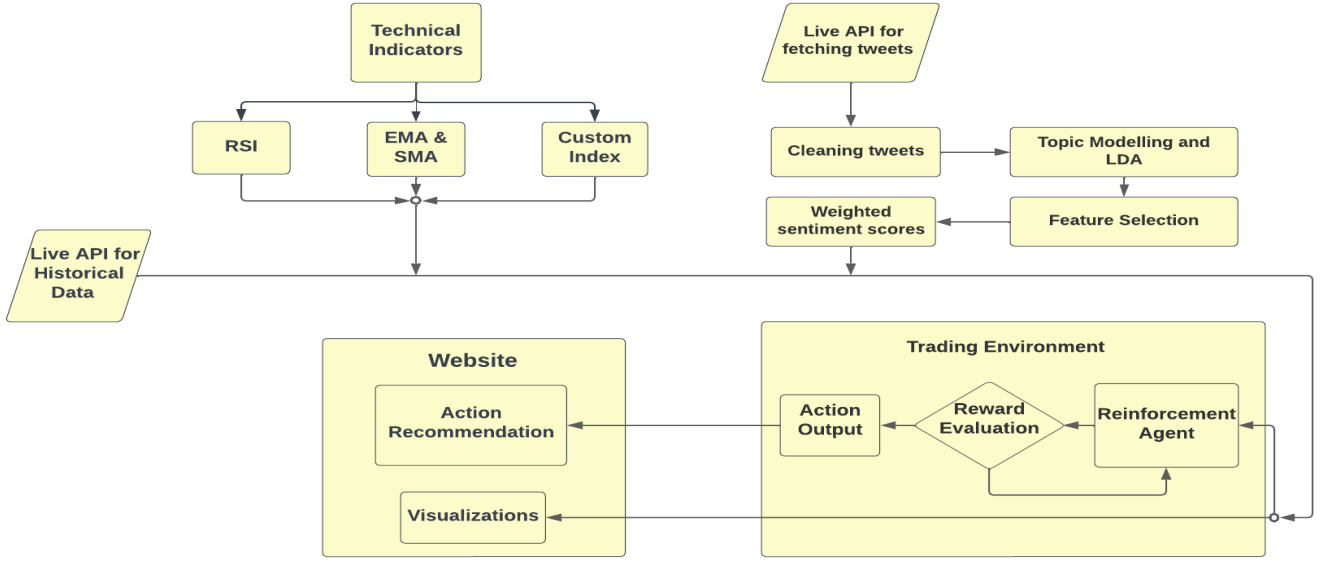 Technical
Indicators
Live API for
fetching tweets
RSI
EMA &
SMA
Custom
Index
Cleaning tweets
Topic Modelling and
LDA
Weighted
sentiment scores
Feature Selection
Live API for
Historical
Data
Website
Trading Environment
Action
Recommendation
Action
Output
Reward
Evaluation
Reinforcement
Agent
Visualizations